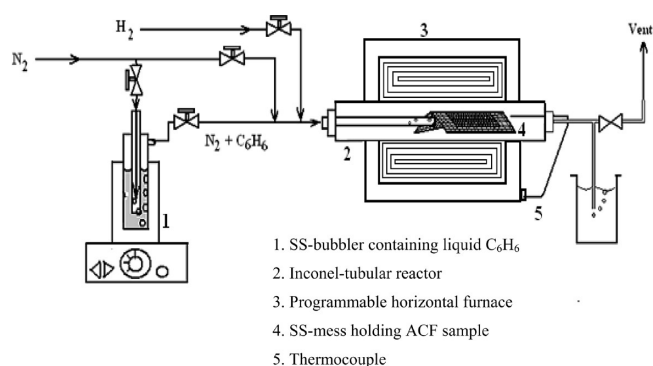 H₂
3
Vent
N₂
N₂ + C₆H₆
4
2
1
5
1. SS-bubbler containing liquid C₆H₆
2. Inconel-tubular reactor
3. Programmable horizontal furnace
4. SS-mess holding ACF sample
5. Thermocouple